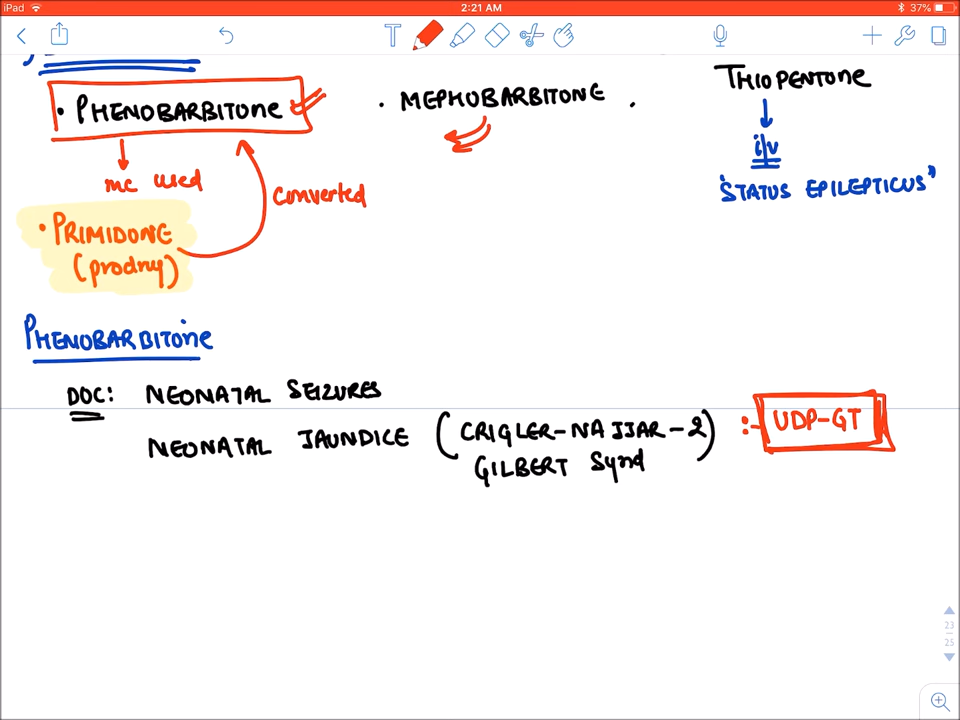 iPad
2:21 AM
37%
T
• PHENOBARBITONE
• MEPHOBARBITONE •
THIOPENTONE
i/v
"STATUS EPILEPTICUS"
mc used
Converted
• PRIMIDONE
(prodrug)
PHENOBARBITONE
DOC: NEONATAL SEIZURES
NEONATAL JAUNDICE (CRIGLER-NAJJAR-2 :- UDP-GT
GILBERT Synd)
23
25